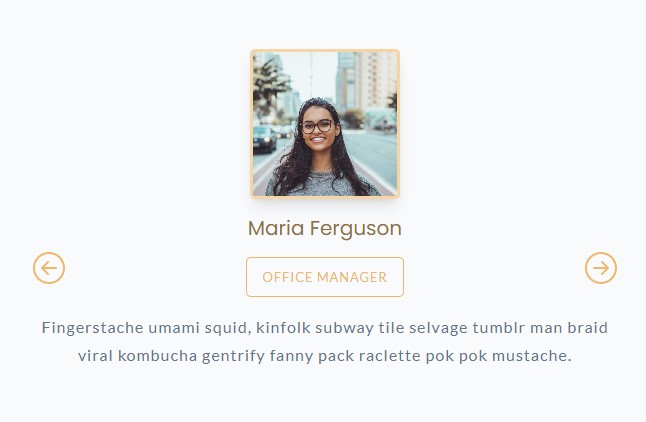 Maria Ferguson
OFFICE MANAGER
Fingerstache umami squid, kinfolk subway tile selvage tumblr man braid
viral kombucha gentrify fanny pack raclette pok pok mustache.